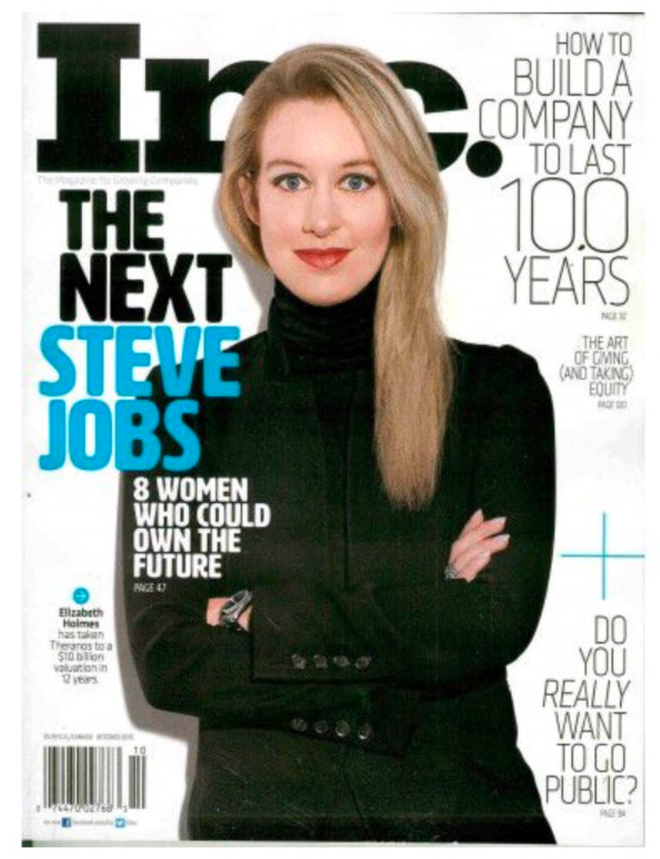 Inc.
The Magazine for Growing Companies
THE
NEXT
STEVE
JOBS
8 WOMEN
WHO COULD
OWN THE
FUTURE
PAGE 47
Elizabeth
Holmes
has taken
Theranos to a
$10 billion
valuation in
12 years.
HOW TO
BUILD A
COMPANY
TO LAST
100
YEARS
PAGE 32
THE ART
OF GIVING
(AND TAKING)
EQUITY
PAGE 120
DO
YOU
REALLY
WANT
TO GO
PUBLIC?
PAGE 94
OCTOBER 2015
10